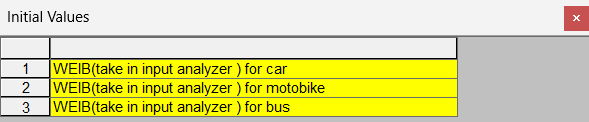 Initial Values
1 WEIB(take in input analyzer ) for car
2 WEIB(take in input analyzer ) for motobike
3 WEIB(take in input analyzer ) for bus